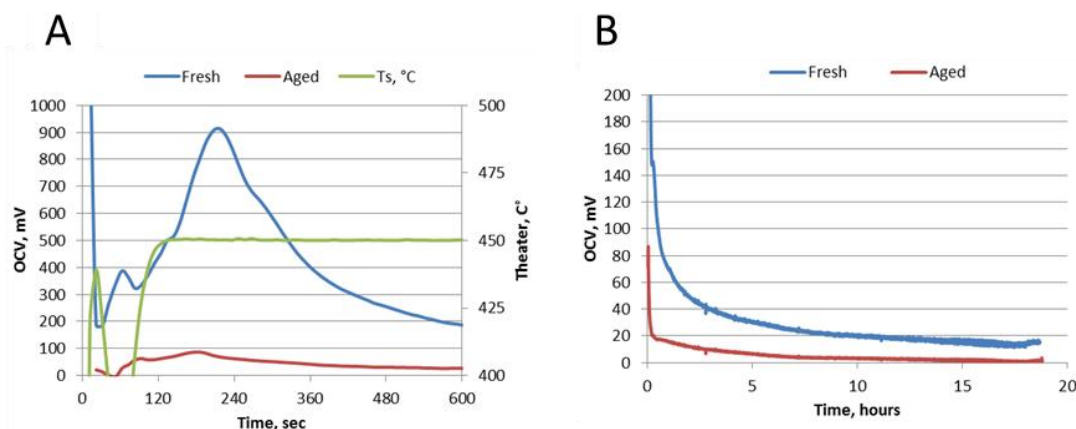 A
Fresh Aged Ts, °C
1000
900
800
700
600
500
400
300
200
100
0
OCV, mV
500
475
450
425
400
Theater, C°
0 120 240 360 480 600
Time, sec
B
Fresh Aged
200
180
160
140
120
100
80
60
40
20
0
OCV, mV
0 5 10 15 20
Time, hours